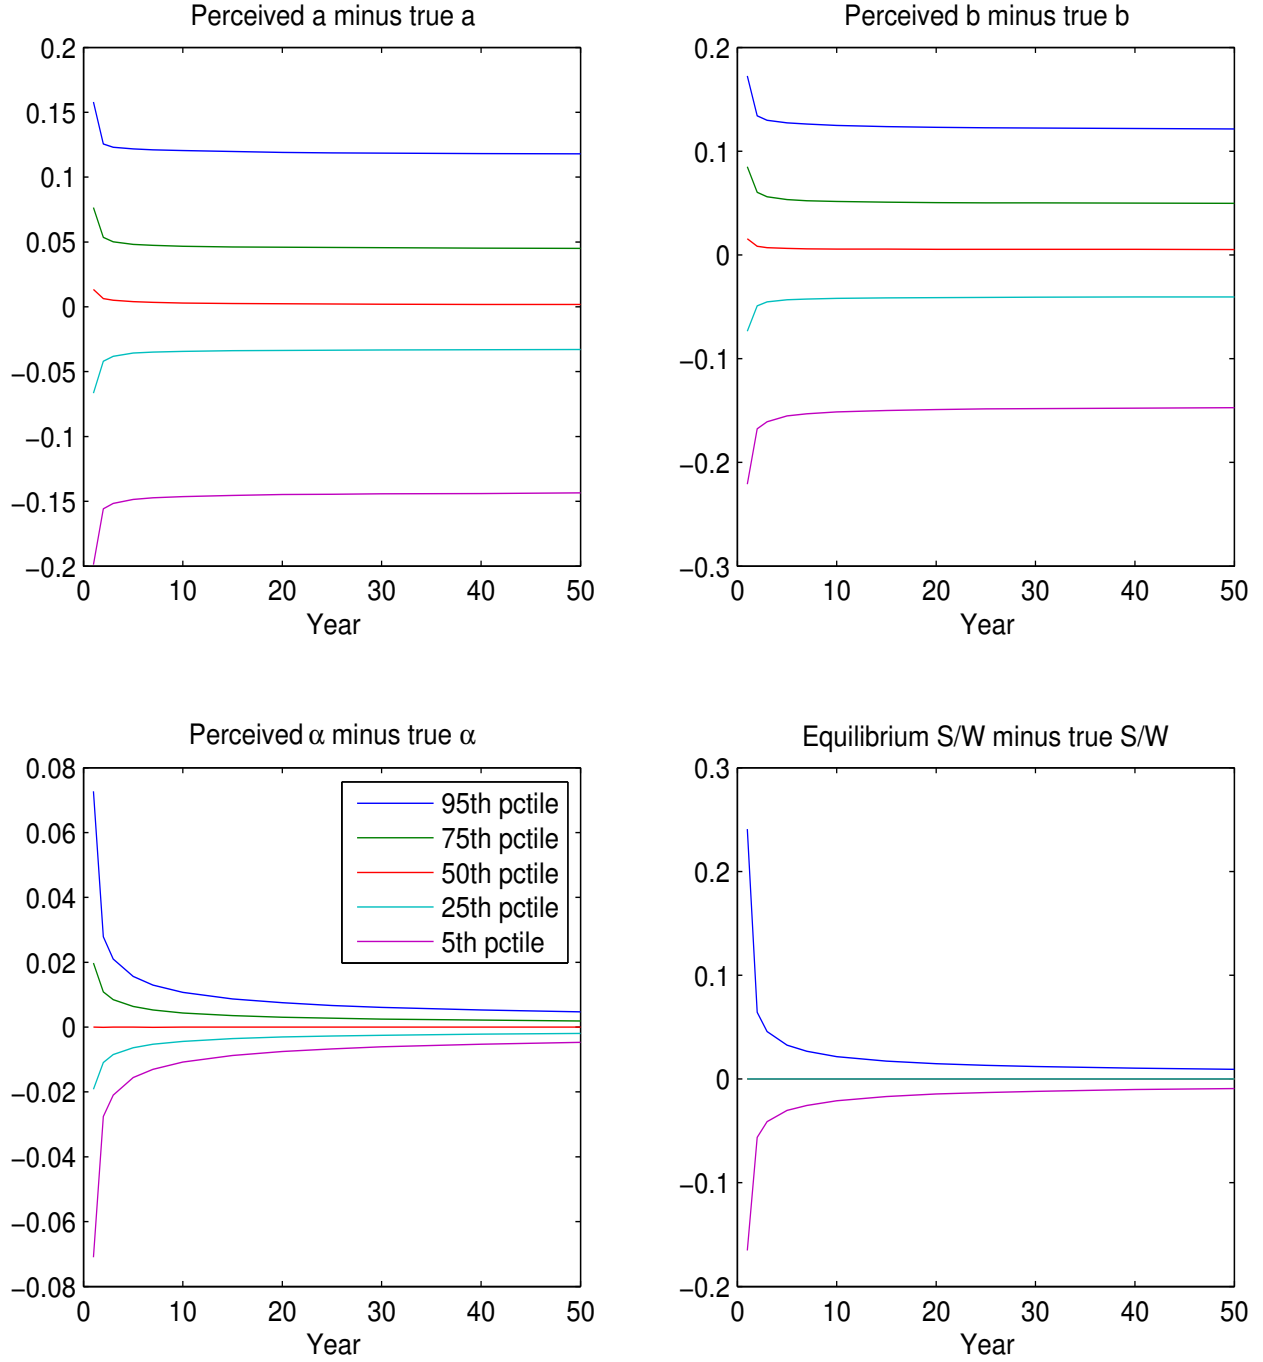 Perceived a minus true a
0.2
0.15
0.1
0.05
0
−0.05
−0.1
−0.15
−0.2
0 10 20 30 40 50
Year
Perceived b minus true b
0.2
0.1
0
−0.1
−0.2
−0.3
0 10 20 30 40 50
Year
Perceived α minus true α
0.08
0.06
0.04
0.02
0
−0.02
−0.04
−0.06
−0.08
95th pctile
75th pctile
50th pctile
25th pctile
5th pctile
0 10 20 30 40 50
Year
Equilibrium S/W minus true S/W
0.3
0.2
0.1
0
−0.1
−0.2
0 10 20 30 40 50
Year